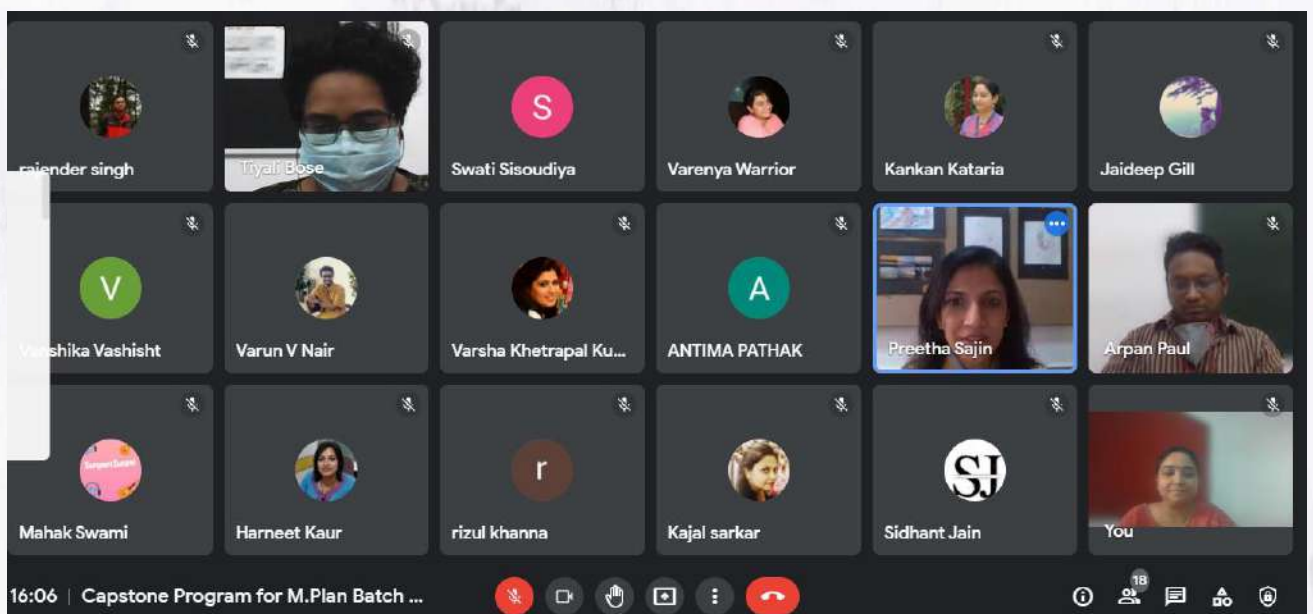 S
rajender singh
Tiyali Bose
Swati Sisoudiya
Varenya Warrior
Kankan Kataria
Jaideep Gill
V
A
Vanshika Vashisht
Varun V Nair
Varsha Khetrapal Ku...
ANTIMA PATHAK
Preetha Sajin
Arpan Paul
r
SJ
Mahak Swami
Harneet Kaur
rizul khanna
Kajal sarkar
Sidhant Jain
You
16:06 | Capstone Program for M.Plan Batch ...
18